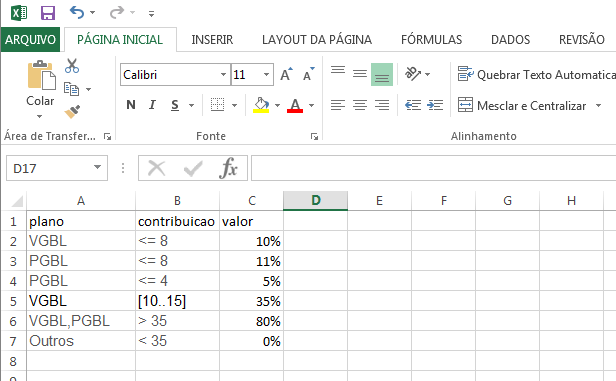 ARQUIVO PÁGINA INICIAL INSERIR LAYOUT DA PÁGINA FÓRMULAS DADOS REVISÃO
Calibri 11 A A Quebrar Texto Automatica
Colar N I S A Mesclar e Centralizar
Área de Transfer... Fonte Alinhamento
D17 fx
A B C D E F G H
1 plano contribuicao valor
2 VGBL <= 8 10%
3 PGBL <= 8 11%
4 PGBL <= 4 5%
5 VGBL [10..15] 35%
6 VGBL,PGBL > 35 80%
7 Outros < 35 0%
8
9